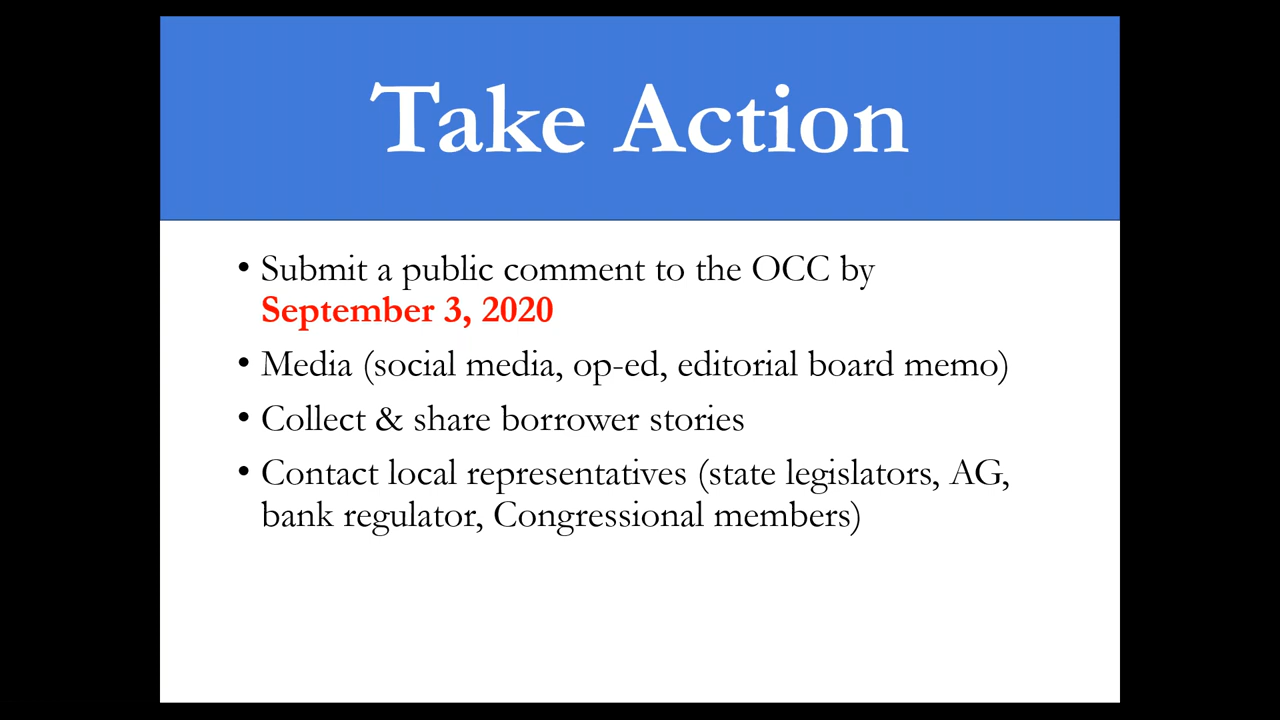 Take Action
• Submit a public comment to the OCC by
September 3, 2020
• Media (social media, op-ed, editorial board memo)
• Collect & share borrower stories
• Contact local representatives (state legislators, AG,
bank regulator, Congressional members)